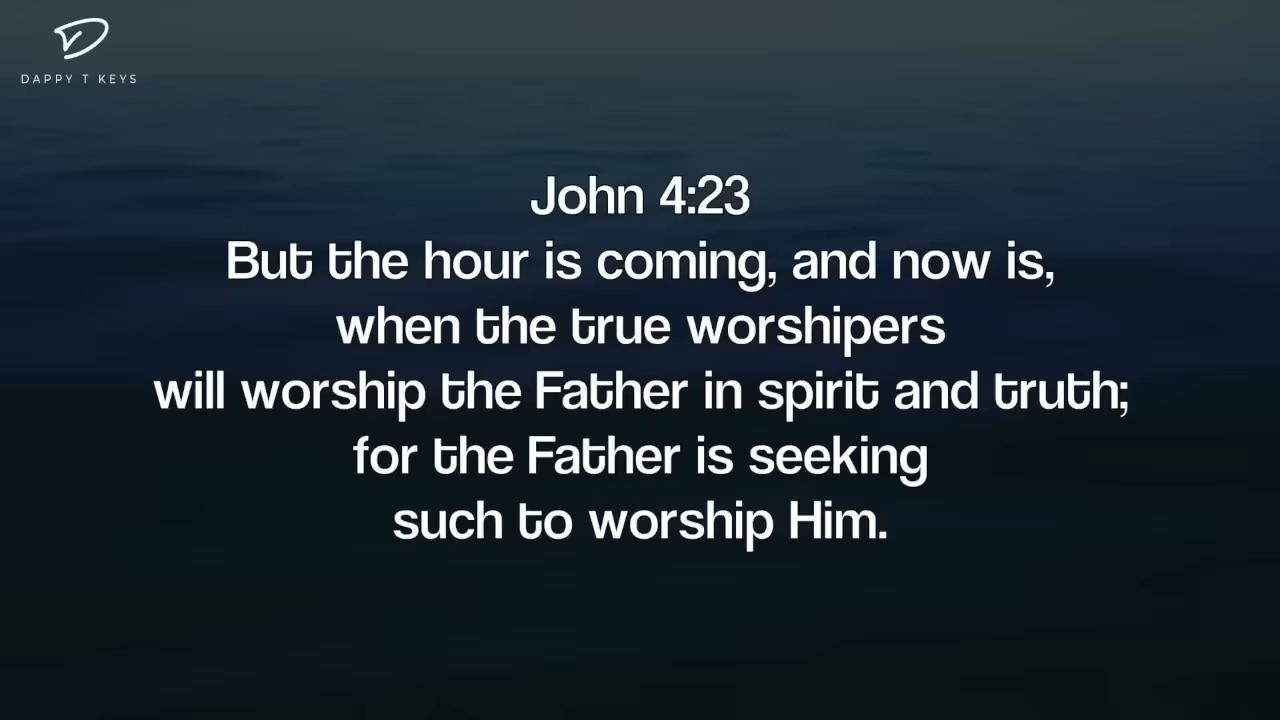 DAPPY T KEYS
John 4:23
But the hour is coming, and now is,
when the true worshipers
will worship the Father in spirit and truth;
for the Father is seeking
such to worship Him.